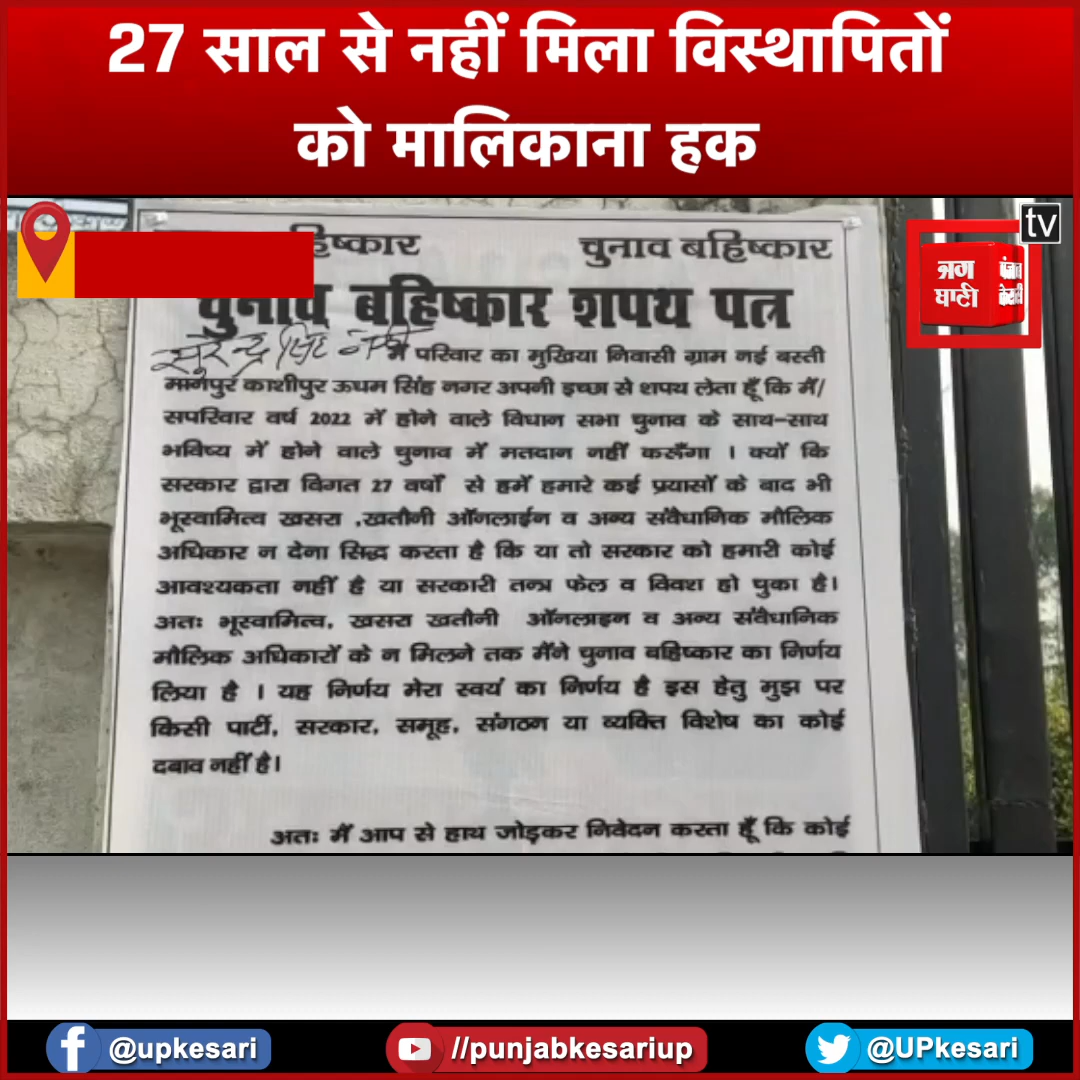 27 साल से नहीं मिला विस्थापितों
को मालिकाना हक
tv
पंजाब
केसरी
बहिष्कार
चुनाव बहिष्कार
चुनाव बहिष्कार शपथ पत्र
सुरेन्द्र सिंह
मैं परिवार का मुखिया निवासी ग्राम नई बस्ती
मानपुर काशीपुर ऊधम सिंह नगर अपनी इच्छा से शपथ लेता हूँ कि मैं/
सपरिवार वर्ष 2022 में होने वाले विधान सभा चुनाव के साथ-साथ
भविष्य में होने वाले चुनाव में मतदान नहीं करूँगा । क्यों कि
सरकार द्वारा विगत 27 वर्षों से हमें हमारे कई प्रयासों के बाद भी
भूस्वामित्व खसरा ,खतौनी ऑनलाईन व अन्य संवैधानिक मौलिक
अधिकार न देना सिद्ध करता है कि या तो सरकार को हमारी कोई
आवश्यकता नहीं है या सरकारी तन्त्र फेल व विवश हो चुका है।
अतः भूस्वामित्व, खसरा खतौनी ऑनलाइन व अन्य संवैधानिक
मौलिक अधिकारों के न मिलने तक मैंने चुनाव बहिष्कार का निर्णय
लिया है । यह निर्णय मेरा स्वयं का निर्णय है इस हेतु मुझ पर
किसी पार्टी, सरकार, समूह, संगठन या व्यक्ति विशेष का कोई
दबाव नहीं है।
अतः मैं आप से हाथ जोड़कर निवेदन करता हूँ कि कोई
@upkesari
//punjabkesariup
@UPkesari